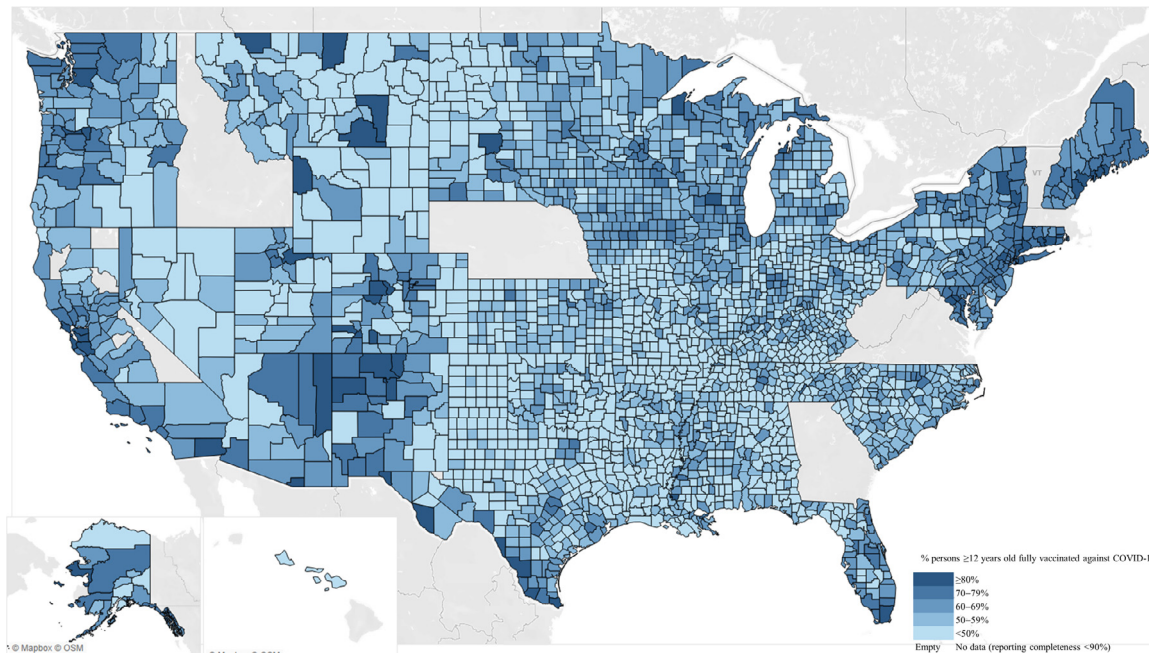 VT
% persons ≥12 years old fully vaccinated against COVID-1
≥80%
70–79%
60–69%
50–59%
<50%
Empty No data (reporting completeness <90%)
© Mapbox © OSM